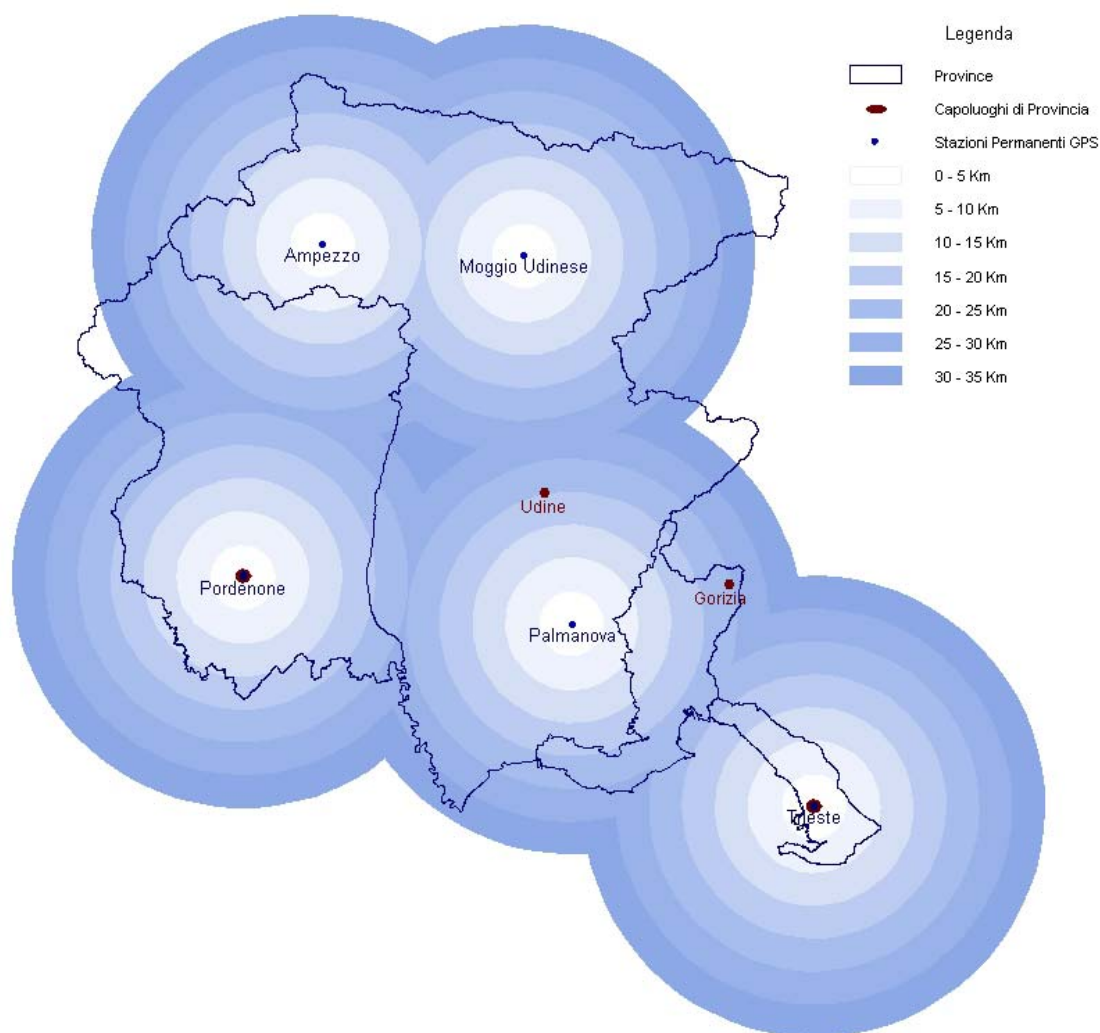 Legenda
Province
Capoluoghi di Provincia
Stazioni Permanenti GPS
0 - 5 Km
5 - 10 Km
10 - 15 Km
15 - 20 Km
20 - 25 Km
25 - 30 Km
30 - 35 Km
Ampezzo
Moggio Udinese
Udine
Pordenone
Gorizia
Palmanova
Trieste